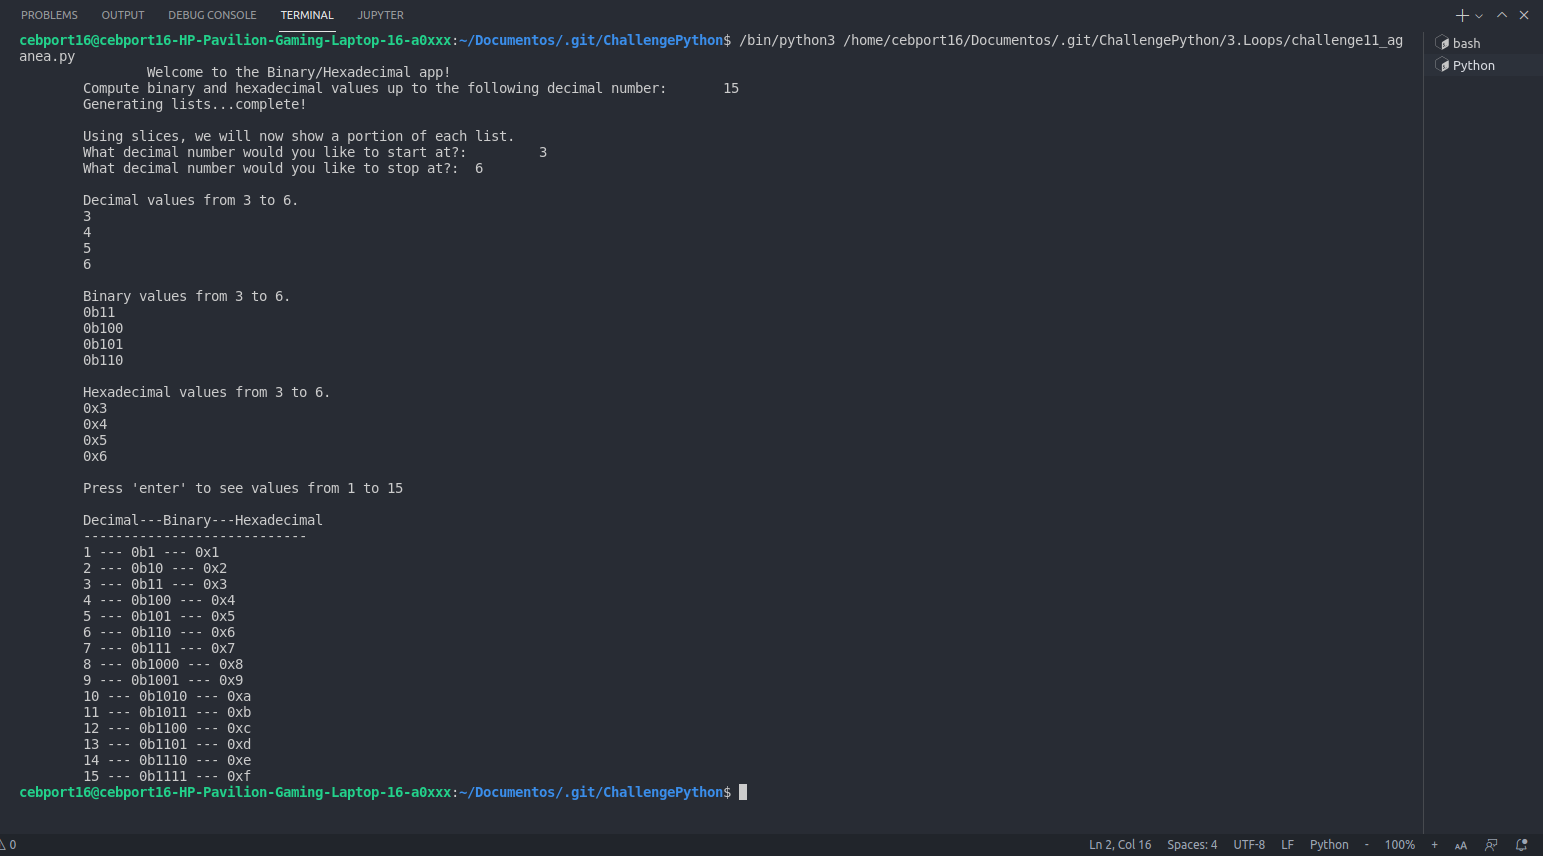 PROBLEMS OUTPUT DEBUG CONSOLE TERMINAL JUPYTER
cebport16@cebport16-HP-Pavilion-Gaming-Laptop-16-a0xxx:~/Documentos/.git/ChallengePython$ /bin/python3 /home/cebport16/Documentos/.git/ChallengePython/3.Loops/challenge11_ag
anea.py
Welcome to the Binary/Hexadecimal app!
Compute binary and hexadecimal values up to the following decimal number: 15
Generating lists...complete!
Using slices, we will now show a portion of each list.
What decimal number would you like to start at?: 3
What decimal number would you like to stop at?: 6
Decimal values from 3 to 6.
3
4
5
6
Binary values from 3 to 6.
0b11
0b100
0b101
0b110
Hexadecimal values from 3 to 6.
0x3
0x4
0x5
0x6
Press 'enter' to see values from 1 to 15
Decimal---Binary---Hexadecimal
----------------------------
1 --- 0b1 --- 0x1
2 --- 0b10 --- 0x2
3 --- 0b11 --- 0x3
4 --- 0b100 --- 0x4
5 --- 0b101 --- 0x5
6 --- 0b110 --- 0x6
7 --- 0b111 --- 0x7
8 --- 0b1000 --- 0x8
9 --- 0b1001 --- 0x9
10 --- 0b1010 --- 0xa
11 --- 0b1011 --- 0xb
12 --- 0b1100 --- 0xc
13 --- 0b1101 --- 0xd
14 --- 0b1110 --- 0xe
15 --- 0b1111 --- 0xf
cebport16@cebport16-HP-Pavilion-Gaming-Laptop-16-a0xxx:~/Documentos/.git/ChallengePython$
bash
Python
0 Ln 2, Col 16 Spaces: 4 UTF-8 LF Python - 100% + AA